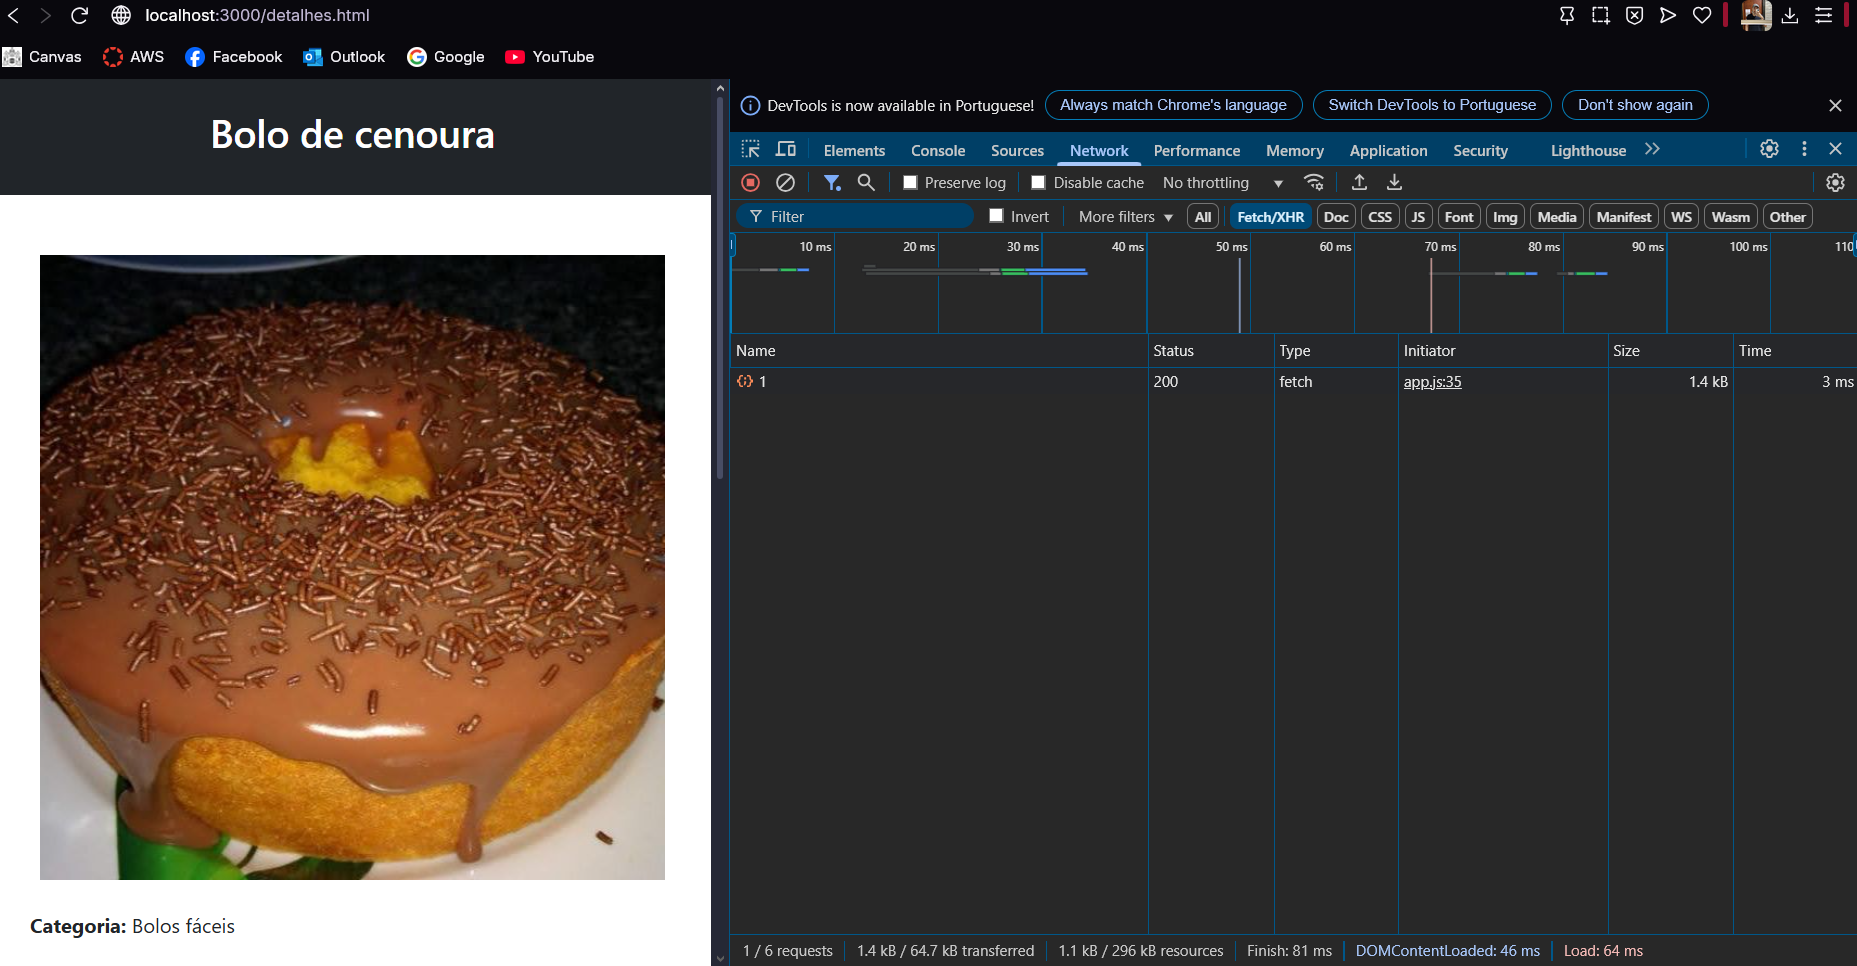 localhost:3000/detalhes.html
Canvas AWS Facebook Outlook Google YouTube
Bolo de cenoura
Categoria: Bolos fáceis
DevTools is now available in Portuguese! Always match Chrome's language Switch DevTools to Portuguese Don't show again
Elements Console Sources Network Performance Memory Application Security Lighthouse
Preserve log Disable cache No throttling
Filter Invert More filters All Fetch/XHR Doc CSS JS Font Img Media Manifest WS Wasm Other
10 ms 20 ms 30 ms 40 ms 50 ms 60 ms 70 ms 80 ms 90 ms 100 ms 110
Name Status Type Initiator Size Time
1 200 fetch app.js:35 1.4 kB 3 ms
1 / 6 requests 1.4 kB / 64.7 kB transferred 1.1 kB / 296 kB resources Finish: 81 ms DOMContentLoaded: 46 ms Load: 64 ms